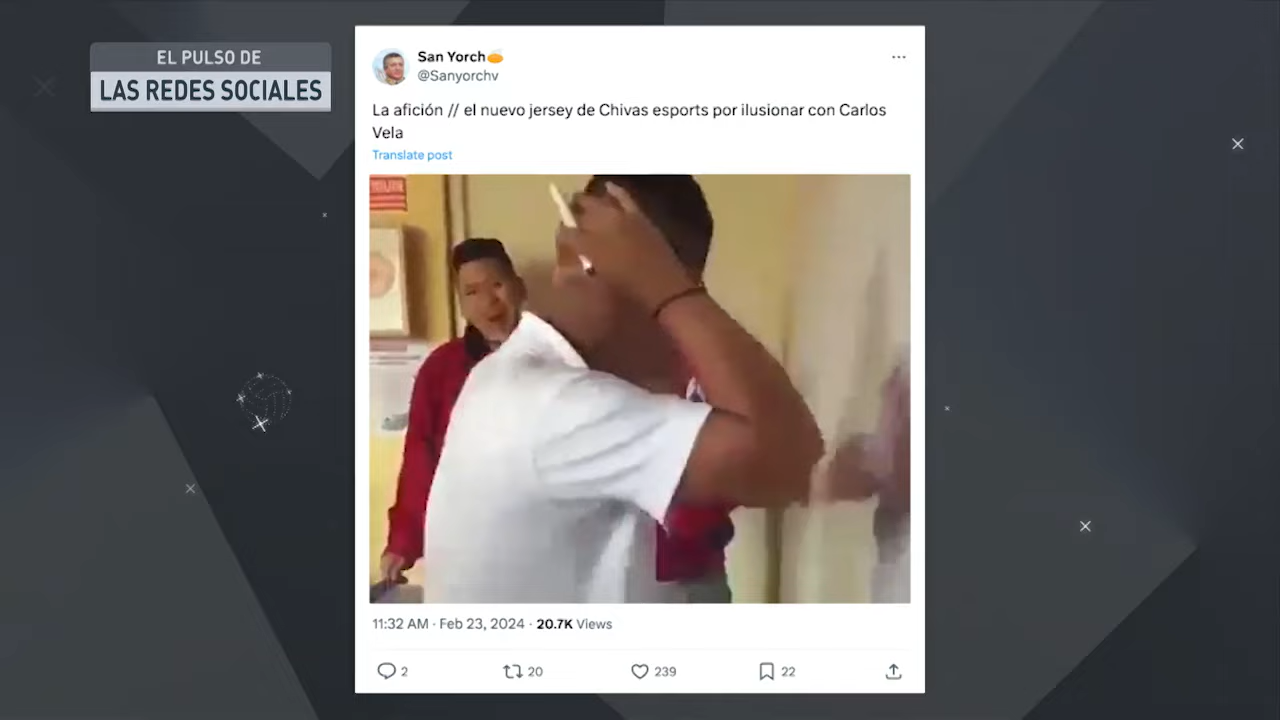 EL PULSO DE
LAS REDES SOCIALES
San Yorch
@Sanyorchv
La afición // el nuevo jersey de Chivas esports por ilusionar con Carlos
Vela
Translate post
11:32 AM · Feb 23, 2024 · 20.7K Views
2
20
239
22